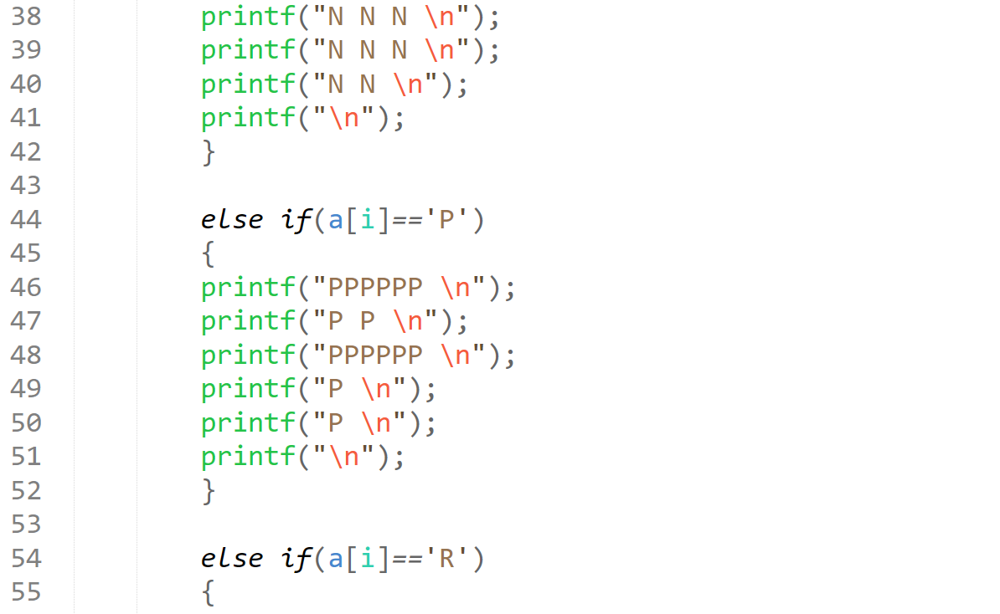 38 printf("N N N \n");
39 printf("N N N \n");
40 printf("N N \n");
41 printf("\n");
42 }
43
44 else if(a[i]=='P')
45 {
46 printf("PPPPPP \n");
47 printf("P P \n");
48 printf("PPPPPP \n");
49 printf("P \n");
50 printf("P \n");
51 printf("\n");
52 }
53
54 else if(a[i]=='R')
55 {